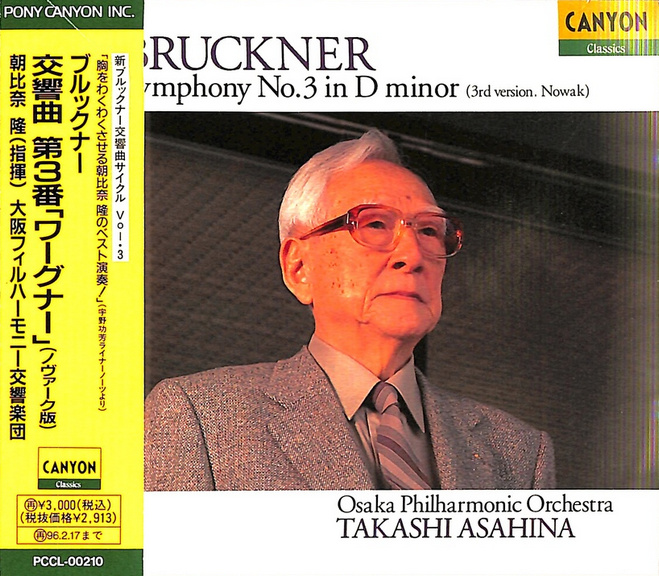 PONY CANYON INC.
新ブルックナー交響曲サイクル Vol・3
「胸をわくわくさせる朝比奈 隆のベスト演奏！」(宇野功芳ライナーノーツより)
ブルックナー
交響曲 第3番「ワーグナー」(ノヴァーク版)
朝比奈 隆(指揮) 大阪フィルハーモニー交響楽団
CANYON
Classics
再¥3,000(税込)
(税抜価格¥2,913)
再96.2.17まで
PCCL-00210
CANYON
Classics
BRUCKNER
ymphony No.3 in D minor (3rd version. Nowak)
Osaka Philharmonic Orchestra
TAKASHI ASAHINA